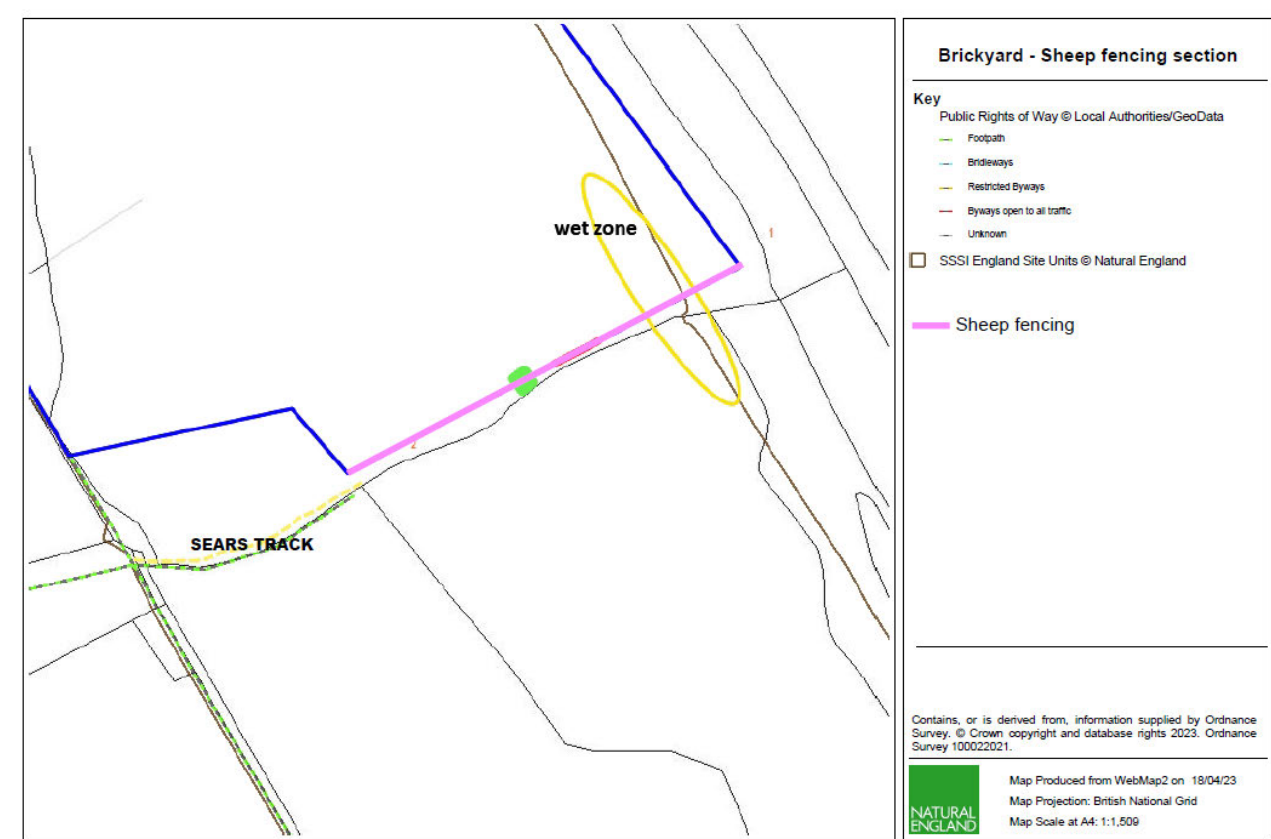 wet zone
1
2
SEARS TRACK
Brickyard - Sheep fencing section
Key
Public Rights of Way © Local Authorities/GeoData
Footpath
Bridleways
Restricted Byways
Byways open to all traffic
Unknown
SSSI England Site Units © Natural England
Sheep fencing
Contains, or is derived from, information supplied by Ordnance
Survey. © Crown copyright and database rights 2023. Ordnance
Survey 100022021.
NATURAL
ENGLAND
Map Produced from WebMap2 on 18/04/23
Map Projection: British National Grid
Map Scale at A4: 1:1,509